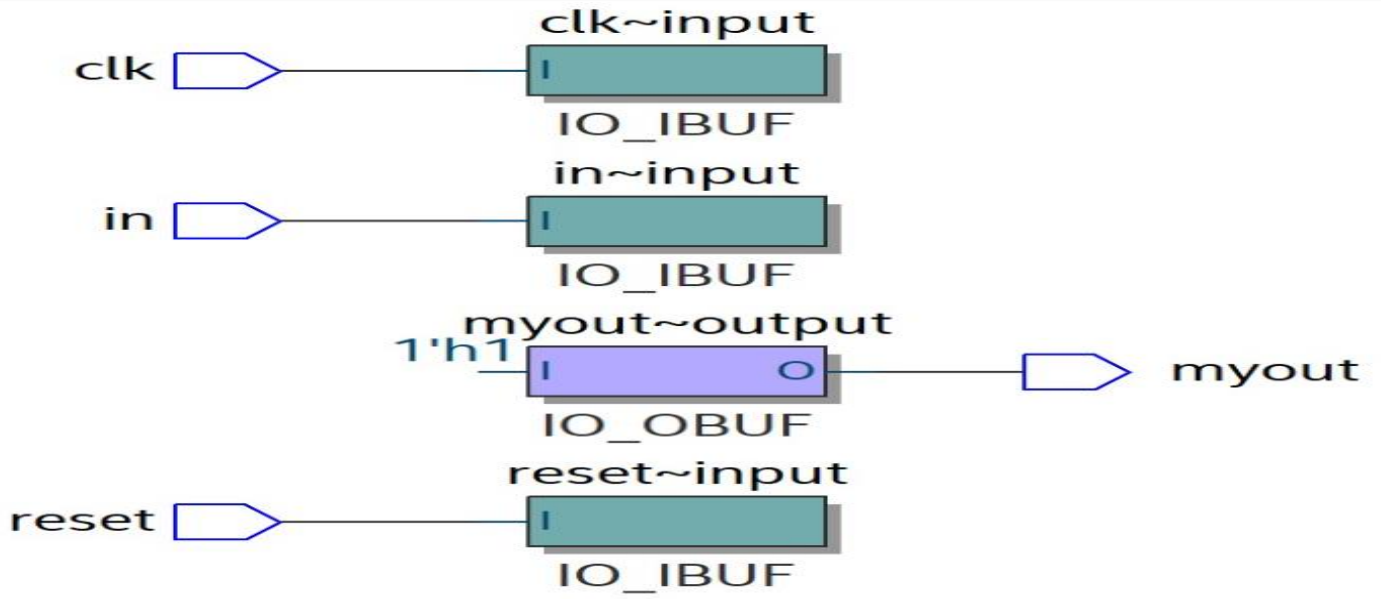 clk~input
clk
I
IO_IBUF
in~input
in
I
IO_IBUF
myout~output
1'h1
I
O
myout
IO_OBUF
reset~input
reset
I
IO_IBUF